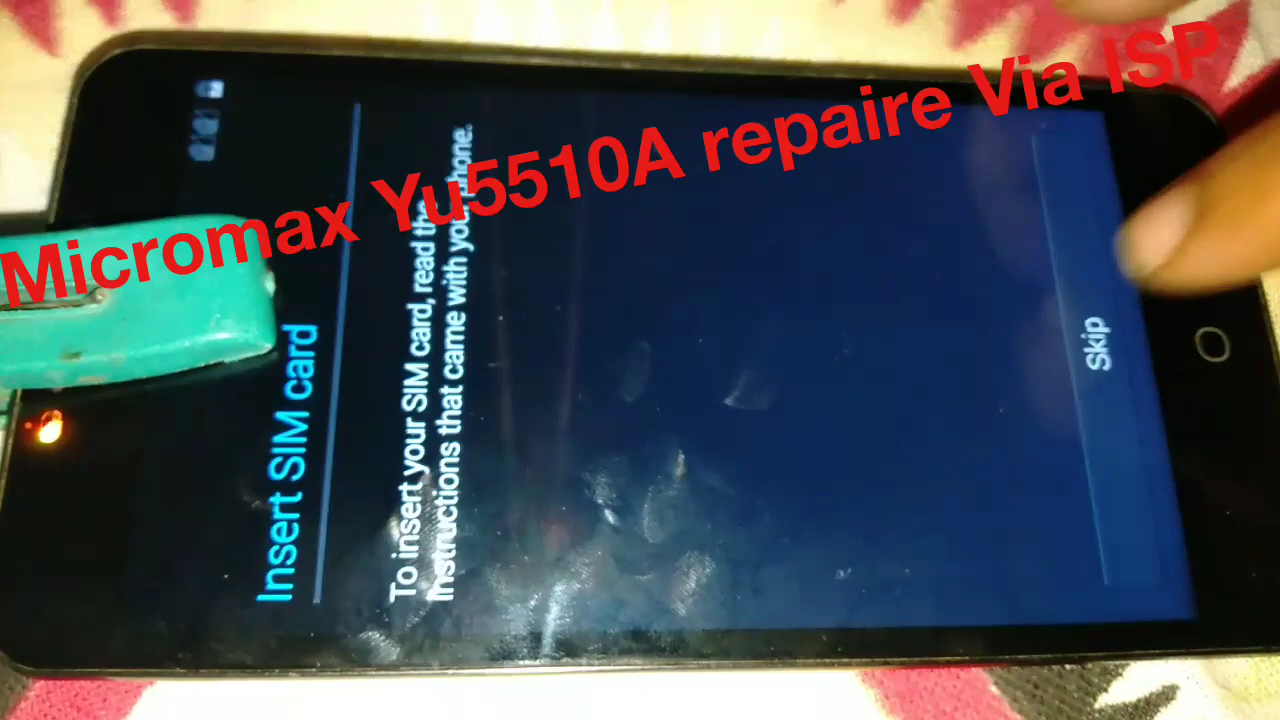 Micromax Yu5510A repaire Via ISP
Insert SIM card
To insert your SIM card, read the
instructions that came with your phone.
Skip